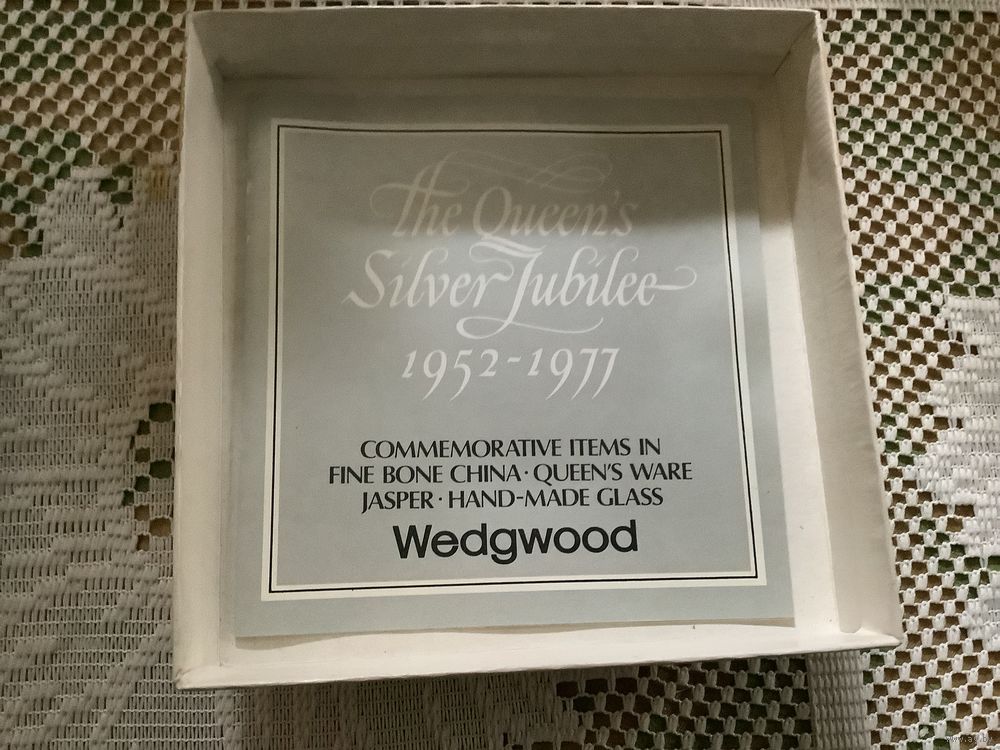 The Queen's
Silver Jubilee
1952-1977
COMMEMORATIVE ITEMS IN
FINE BONE CHINA · QUEEN'S WARE
JASPER · HAND-MADE GLASS
Wedgwood